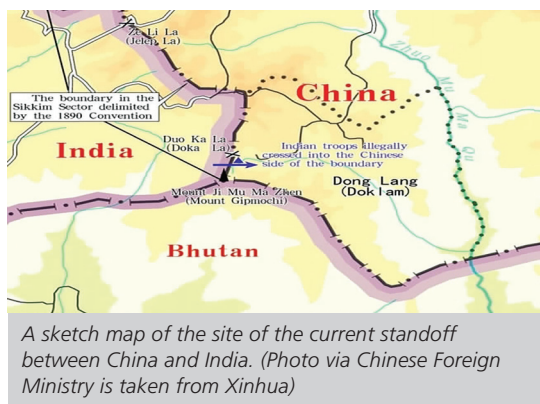 Ze Li La
(Jelep La)
The boundary in the
Sikkim Sector delimited
by the 1890 Convention
China
Zhuo Mu Ma Qu
India
Duo Ka La
(Doka La)
Indian troops illegally
crossed into the Chinese
side of the boundary
Dong Lang
(Doklam)
Mount Ji Mu Ma Zhen
(Mount Gipmochi)
Bhutan
A sketch map of the site of the current standoff
between China and India. (Photo via Chinese Foreign
Ministry is taken from Xinhua)